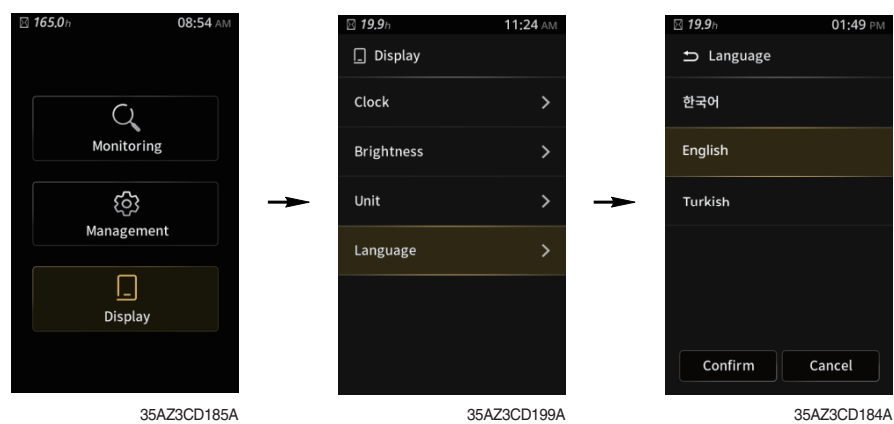 165.0h 08:54 AM
Monitoring
Management
Display
35AZ3CD185A
19.9h 11:24 AM
Display
Clock
Brightness
Unit
Language
35AZ3CD199A
19.9h 01:49 PM
Language
한국어
English
Turkish
Confirm Cancel
35AZ3CD184A